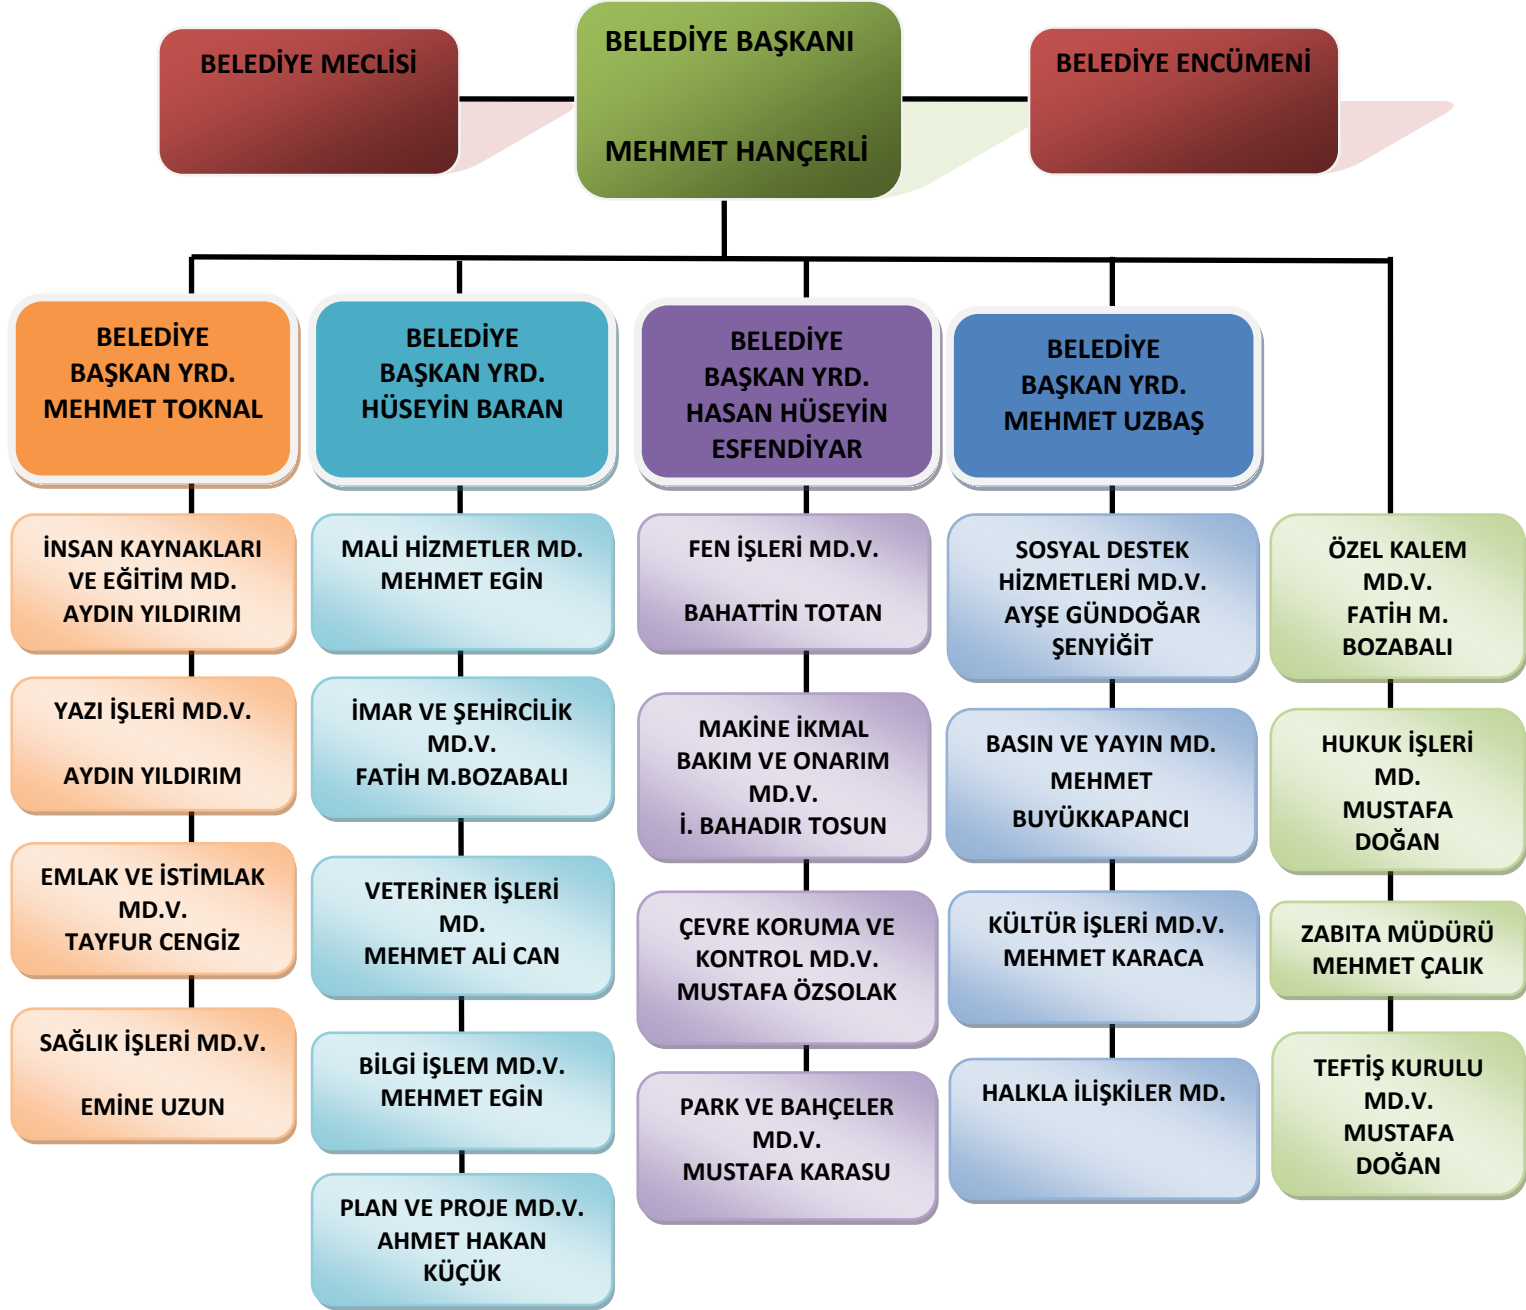 BELEDİYE MECLİSİ
BELEDİYE BAŞKANI
MEHMET HANÇERLİ
BELEDİYE ENCÜMENİ
BELEDİYE
BAŞKAN YRD.
MEHMET TOKNAL
BELEDİYE
BAŞKAN YRD.
HÜSEYİN BARAN
BELEDİYE
BAŞKAN YRD.
HASAN HÜSEYİN
ESFENDİYAR
BELEDİYE
BAŞKAN YRD.
MEHMET UZBAŞ
İNSAN KAYNAKLARI
VE EĞİTİM MD.
AYDIN YILDIRIM
YAZI İŞLERİ MD.V.
AYDIN YILDIRIM
EMLAK VE İSTİMLAK
MD.V.
TAYFUR CENGİZ
SAĞLIK İŞLERİ MD.V.
EMİNE UZUN
MALİ HİZMETLER MD.
MEHMET EGİN
İMAR VE ŞEHİRCİLİK
MD.V.
FATİH M.BOZABALI
VETERİNER İŞLERİ
MD.
MEHMET ALİ CAN
BİLGİ İŞLEM MD.V.
MEHMET EGİN
PLAN VE PROJE MD.V.
AHMET HAKAN
KÜÇÜK
FEN İŞLERİ MD.V.
BAHATTİN TOTAN
MAKİNE İKMAL
BAKIM VE ONARIM
MD.V.
İ. BAHADIR TOSUN
ÇEVRE KORUMA VE
KONTROL MD.V.
MUSTAFA ÖZSOLAK
PARK VE BAHÇELER
MD.V.
MUSTAFA KARASU
SOSYAL DESTEK
HİZMETLERİ MD.V.
AYŞE GÜNDOĞAR
ŞENYİĞİT
BASIN VE YAYIN MD.
MEHMET
BUYÜKKAPANCI
KÜLTÜR İŞLERİ MD.V.
MEHMET KARACA
HALKLA İLİŞKİLER MD.
ÖZEL KALEM
MD.V.
FATİH M.
BOZABALI
HUKUK İŞLERİ
MD.
MUSTAFA
DOĞAN
ZABITA MÜDÜRÜ
MEHMET ÇALIK
TEFTİŞ KURULU
MD.V.
MUSTAFA
DOĞAN